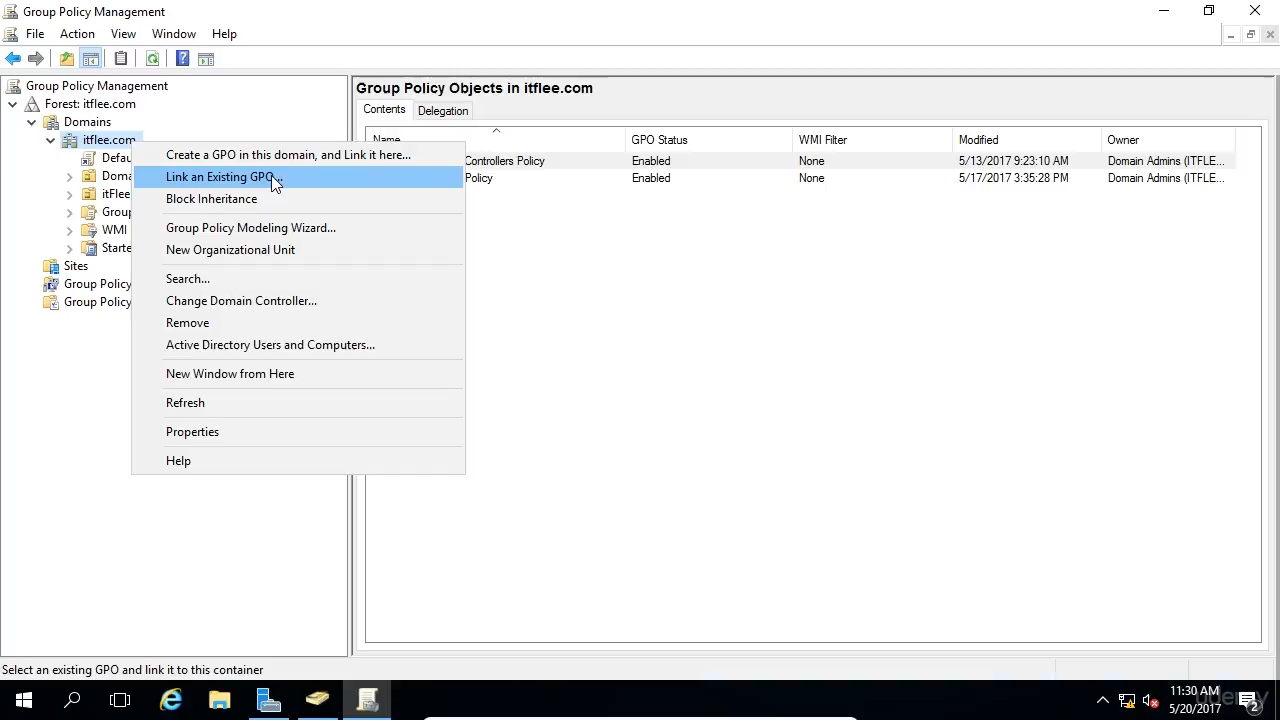 Group Policy Management
File Action View Window Help
Group Policy Management
Forest: itflee.com
Domains
itflee.com
Defau
Doma
itFlee
Group
WMI
Starte
Sites
Group Policy
Group Policy
Create a GPO in this domain, and Link it here...
Link an Existing GPO...
Block Inheritance
Group Policy Modeling Wizard...
New Organizational Unit
Search...
Change Domain Controller...
Remove
Active Directory Users and Computers...
New Window from Here
Refresh
Properties
Help
Group Policy Objects in itflee.com
Contents Delegation
Name GPO Status WMI Filter Modified Owner
Controllers Policy Enabled None 5/13/2017 9:23:10 AM Domain Admins (ITFLE...
Policy Enabled None 5/17/2017 3:35:28 PM Domain Admins (ITFLE...
Select an existing GPO and link it to this container
11:30 AM
5/20/2017
2
udemy